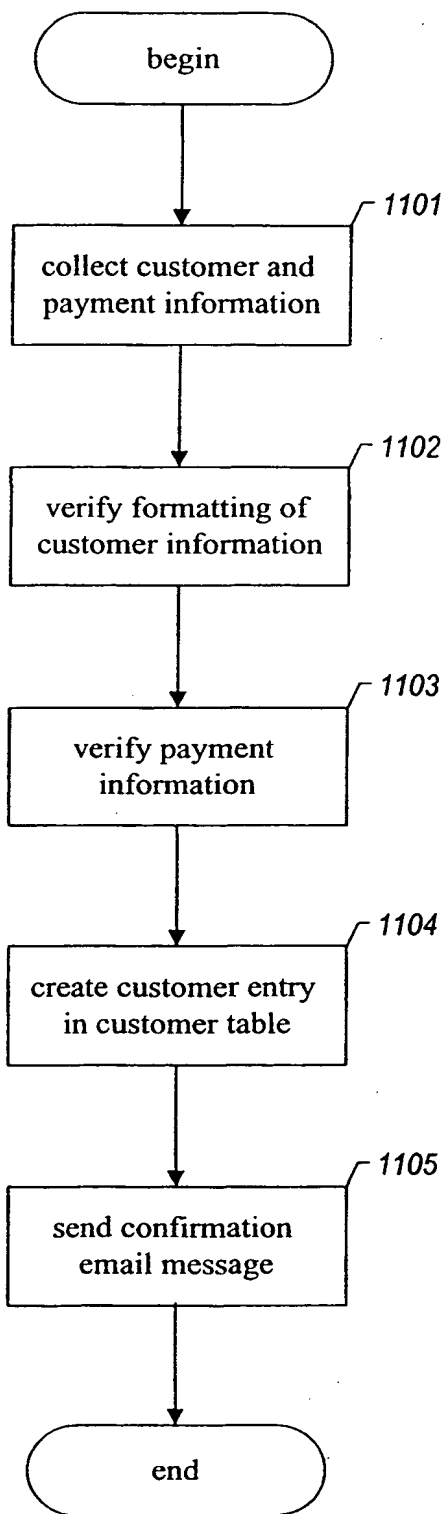 begin
1101
collect customer and
payment information
1102
verify formatting of
customer information
1103
verify payment
information
1104
create customer entry
in customer table
1105
send confirmation
email message
end